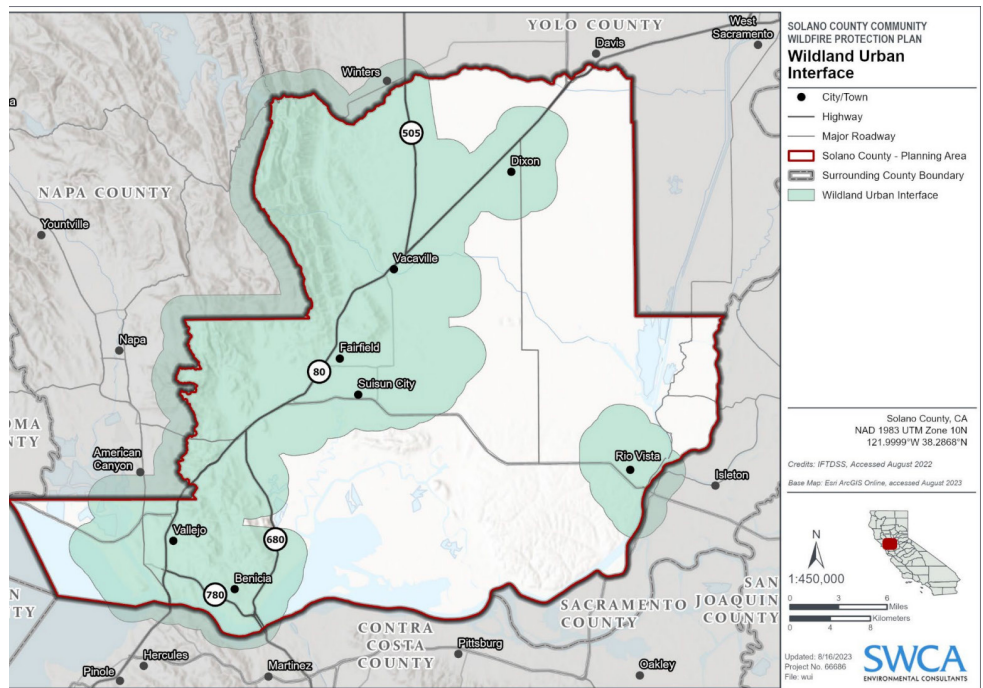 YOLO COUNTY
West
Sacramento
Davis
Winters
505
Dixon
NAPA COUNTY
Yountville
Vacaville
Napa
Fairfield
80
Suisun City
OMA
NTY
American
Canyon
Rio Vista
Isleton
Vallejo
680
Benicia
780
N
TY
SACRAMENTO
COUNTY
SAN
JOAQUIN
COUNTY
CONTRA
COSTA
COUNTY
Pittsburg
Hercules
Martinez
Pinole
Oakley
SOLANO COUNTY COMMUNITY
WILDFIRE PROTECTION PLAN
Wildland Urban
Interface
City/Town
Highway
Major Roadway
Solano County - Planning Area
Surrounding County Boundary
Wildland Urban Interface
Solano County, CA
NAD 1983 UTM Zone 10N
121.9999°W 38.2868°N
Credits: IFTDSS, Accessed August 2022
Base Map: Esri ArcGIS Online, accessed August 2023
N
1:450,000
0 3 6
Miles
Kilometers
0 4 8
Updated: 8/16/2023
Project No. 66686
File: wui
SWCA
ENVIRONMENTAL CONSULTANTS